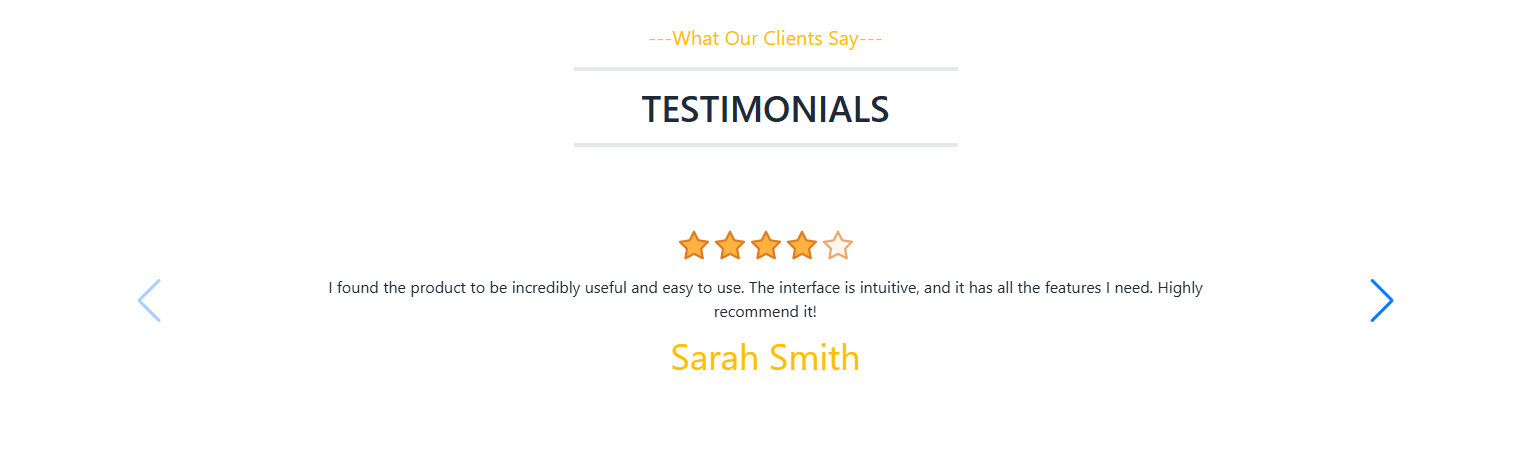 ---What Our Clients Say---
TESTIMONIALS
I found the product to be incredibly useful and easy to use. The interface is intuitive, and it has all the features I need. Highly
recommend it!
Sarah Smith